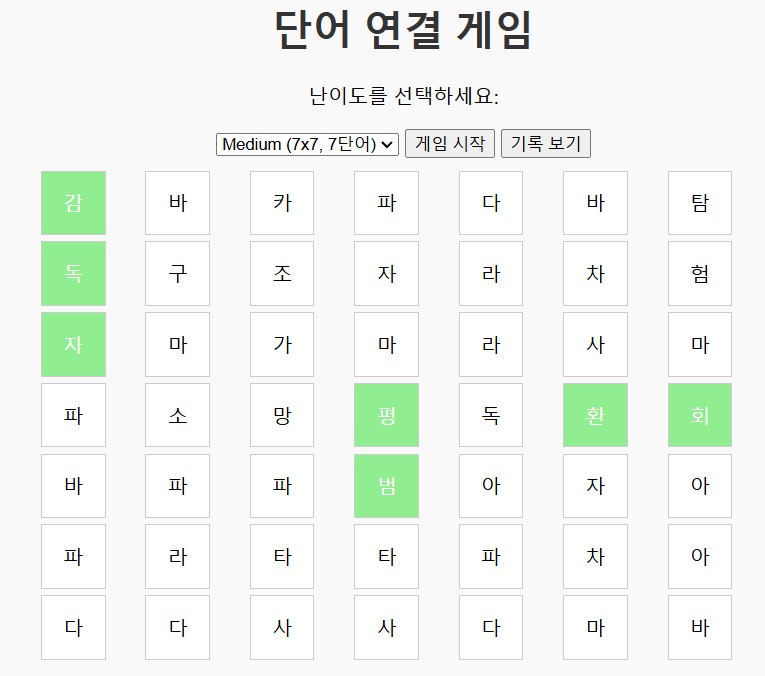 단어 연결 게임
난이도를 선택하세요:
Medium (7x7, 7단어) 게임 시작 기록 보기
감 바 카 파 다 바 탐
독 구 조 자 라 차 험
자 마 가 마 라 사 마
파 소 망 평 독 환 회
바 파 파 범 아 자 아
파 라 타 타 파 차 아
다 다 사 사 다 마 바